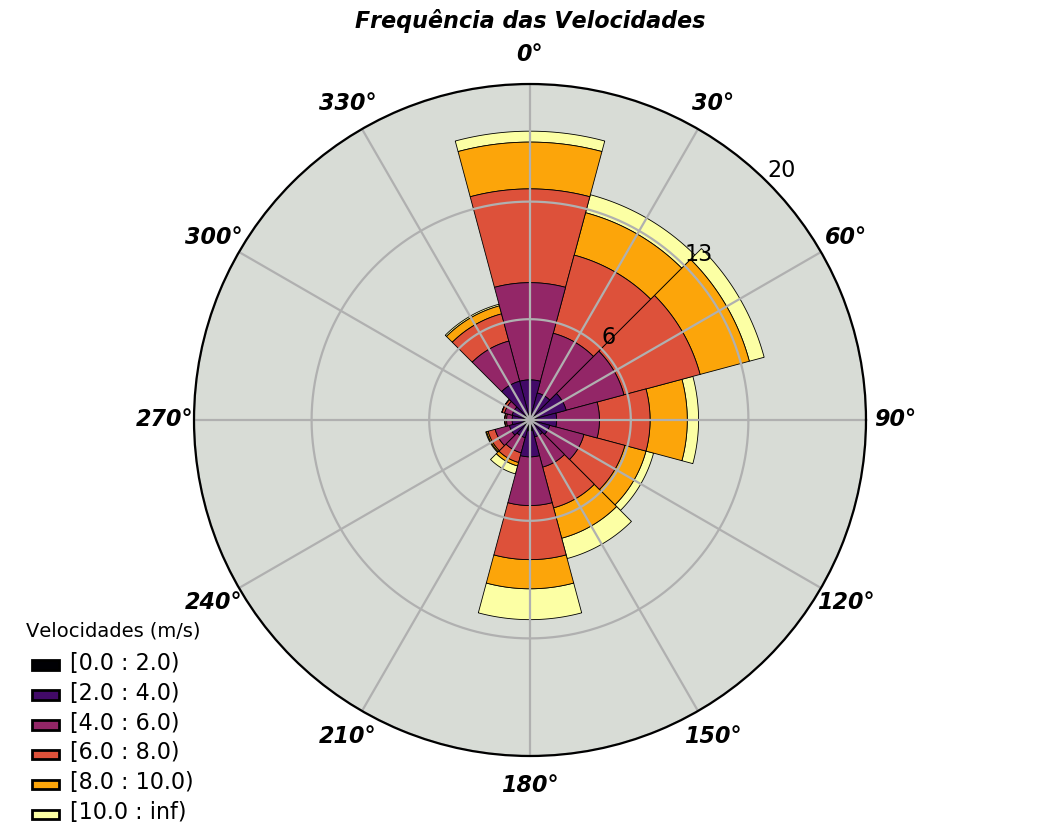 Frequência das Velocidades
0°
330°
30°
20
300°
60°
13
6
270°
90°
240°
120°
210°
150°
180°
Velocidades (m/s)
[0.0 : 2.0)
[2.0 : 4.0)
[4.0 : 6.0)
[6.0 : 8.0)
[8.0 : 10.0)
[10.0 : inf)